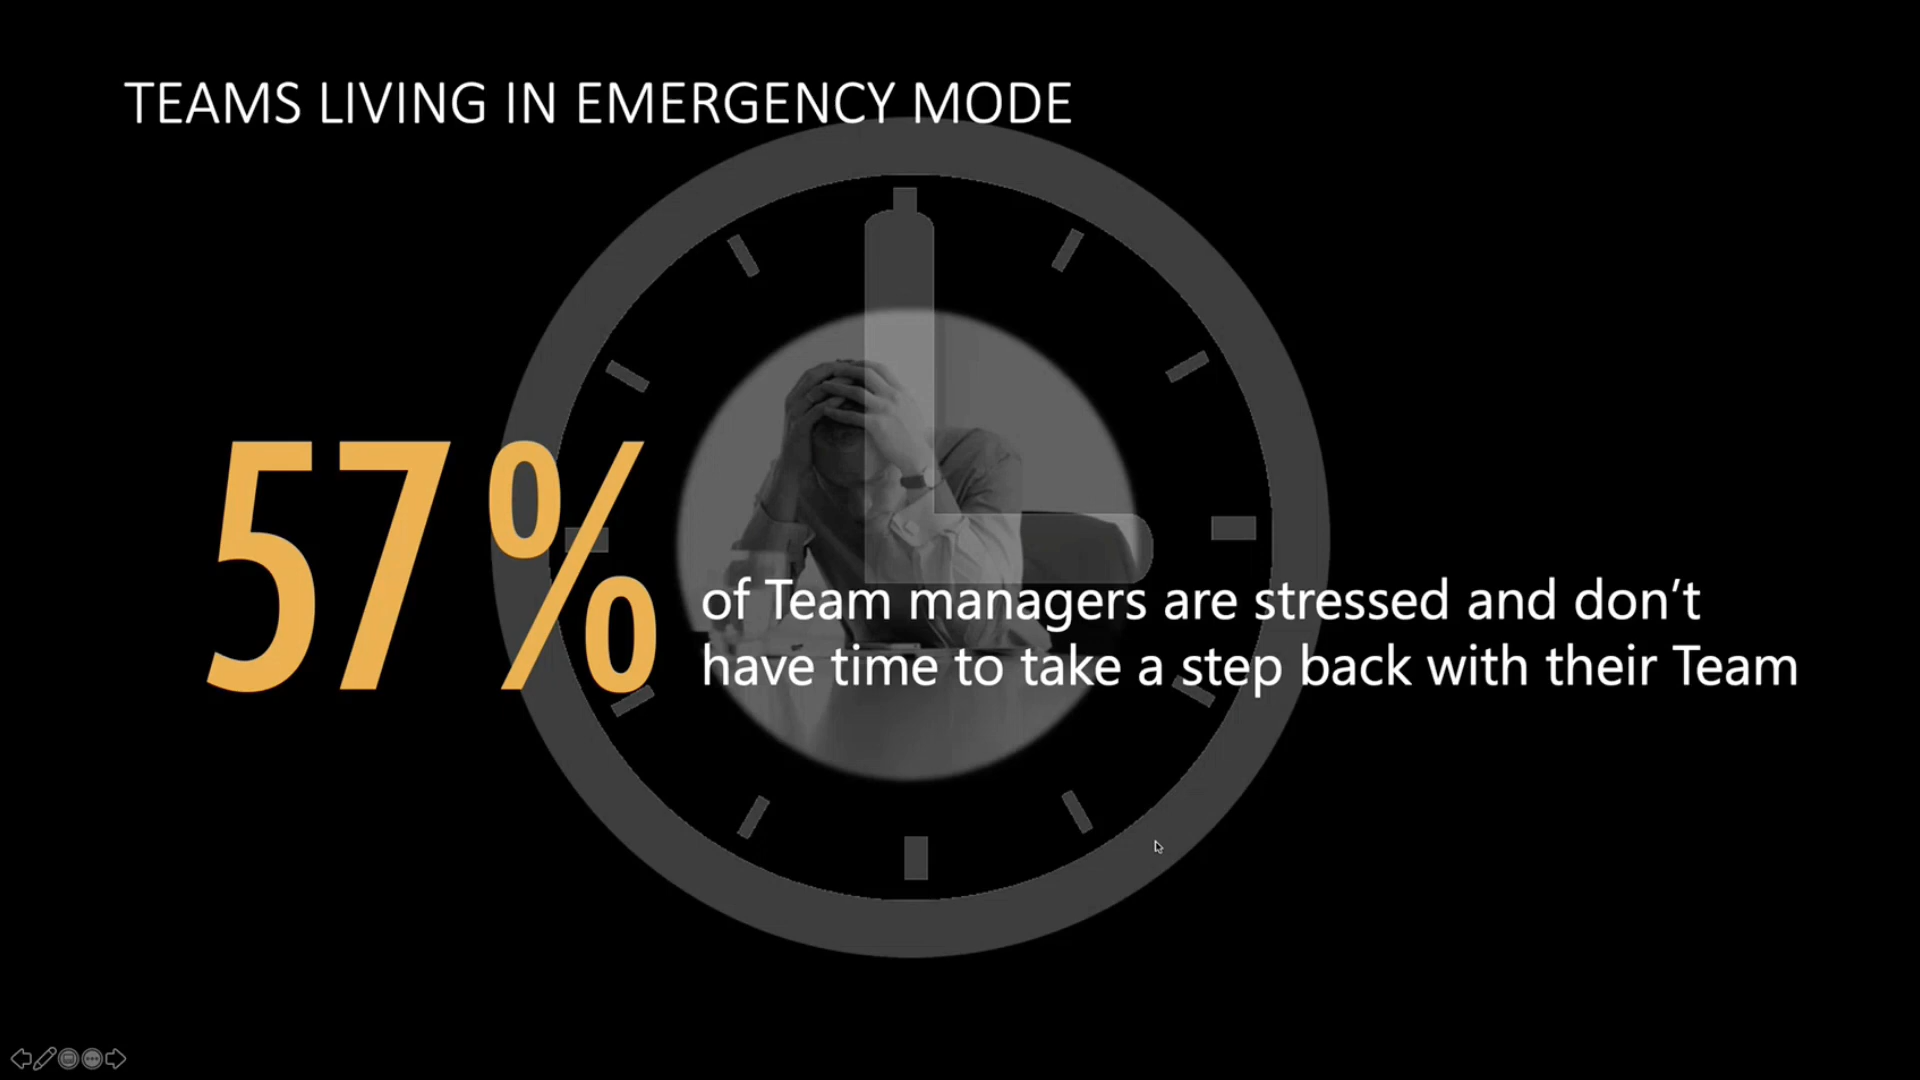 TEAMS LIVING IN EMERGENCY MODE
57%
of Team managers are stressed and don’t
have time to take a step back with their Team